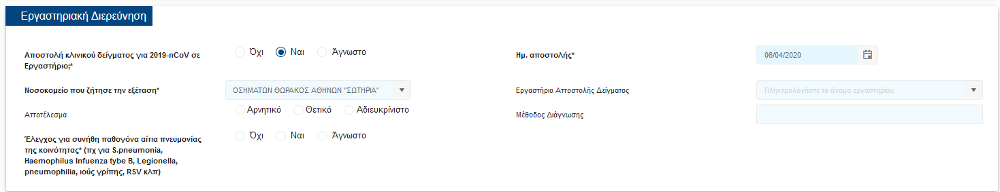 Εργαστηριακή Διερεύνηση
Αποστολή κλινικού δείγματος για 2019-nCoV σε
Εργαστήριο;*
Όχι Ναι Άγνωστο
Ημ. αποστολής*
06/04/2020
Νοσοκομείο που ζήτησε την εξέταση*
ΟΣΗΜΑΤΩΝ ΘΩΡΑΚΟΣ ΑΘΗΝΩΝ "ΣΩΤΗΡΙΑ"
Εργαστήριο Αποστολής Δείγματος
Πληκτρολογήστε το όνομα εργαστηρίου
Αποτέλεσμα
Αρνητικό Θετικό Αδιευκρίνιστο
Μέθοδος Διάγνωσης
Έλεγχος για συνήθη παθογόνα αίτια πνευμονίας
της κοινότητας* (πχ για S.pneumonia,
Haemophilus Infuenza tybe B, Legionella,
pneumophilia, ιούς γρίπης, RSV κλπ)
Όχι Ναι Άγνωστο